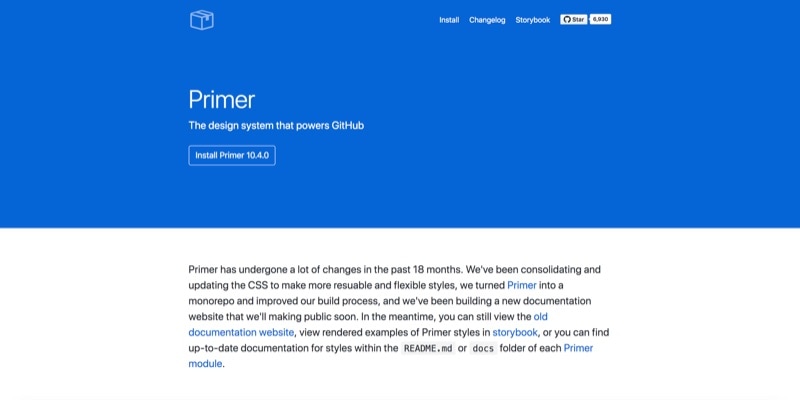 Install Changelog Storybook Star 6,930
Primer
The design system that powers GitHub
Install Primer 10.4.0
Primer has undergone a lot of changes in the past 18 months. We've been consolidating and
updating the CSS to make more resuable and flexible styles, we turned Primer into a
monorepo and improved our build process, and we've been building a new documentation
website that we'll making public soon. In the meantime, you can still view the old
documentation website, view rendered examples of Primer styles in storybook, or you can find
up-to-date documentation for styles within the README.md or docs folder of each Primer
module.